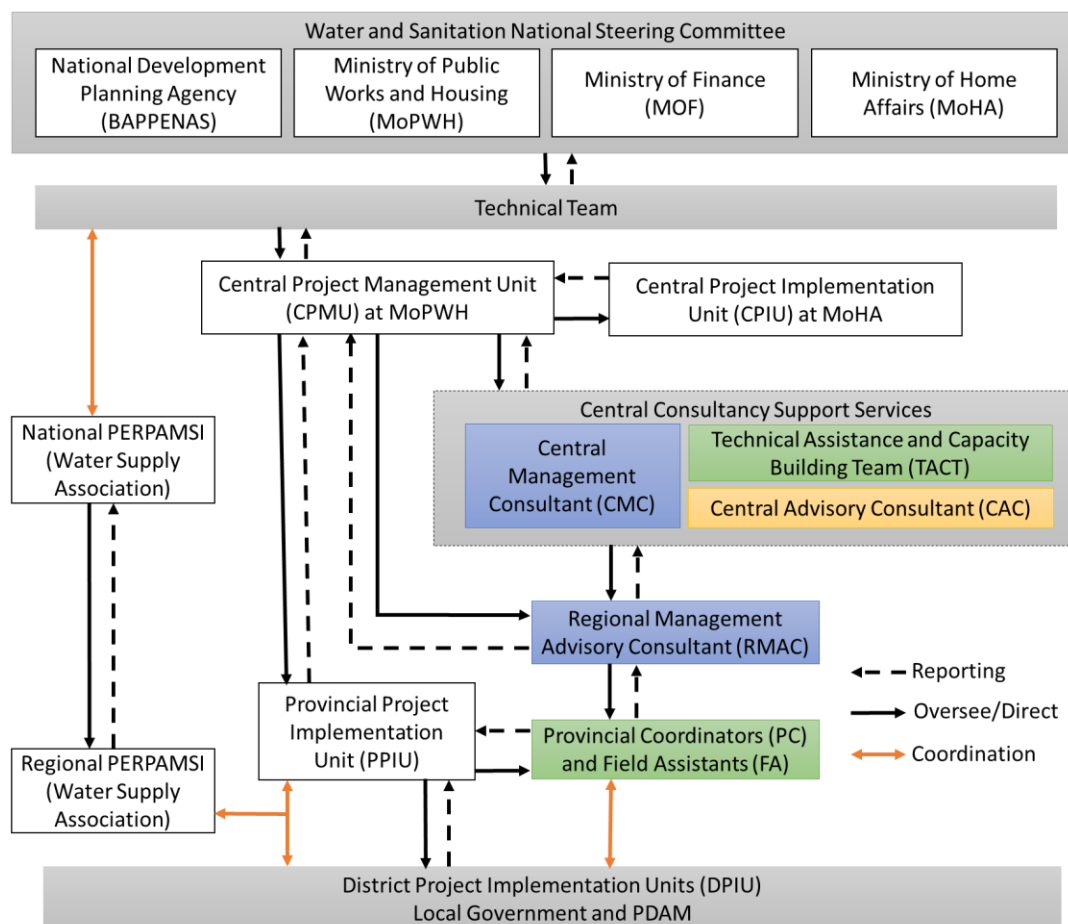 Water and Sanitation National Steering Committee
National Development
Planning Agency
(BAPPENAS)
Ministry of Public
Works and Housing
(MoPWH)
Ministry of Finance
(MOF)
Ministry of Home
Affairs (MoHA)
Technical Team
Central Project Management Unit
(CPMU) at MoPWH
Central Project Implementation
Unit (CPIU) at MoHA
Central Consultancy Support Services
Central
Management
Consultant (CMC)
Technical Assistance and Capacity
Building Team (TACT)
Central Advisory Consultant (CAC)
National PERPAMSI
(Water Supply
Association)
Regional Management
Advisory Consultant (RMAC)
Provincial Project
Implementation
Unit (PPIU)
Provincial Coordinators (PC)
and Field Assistants (FA)
Reporting
Oversee/Direct
Coordination
Regional PERPAMSI
(Water Supply
Association)
District Project Implementation Units (DPIU)
Local Government and PDAM